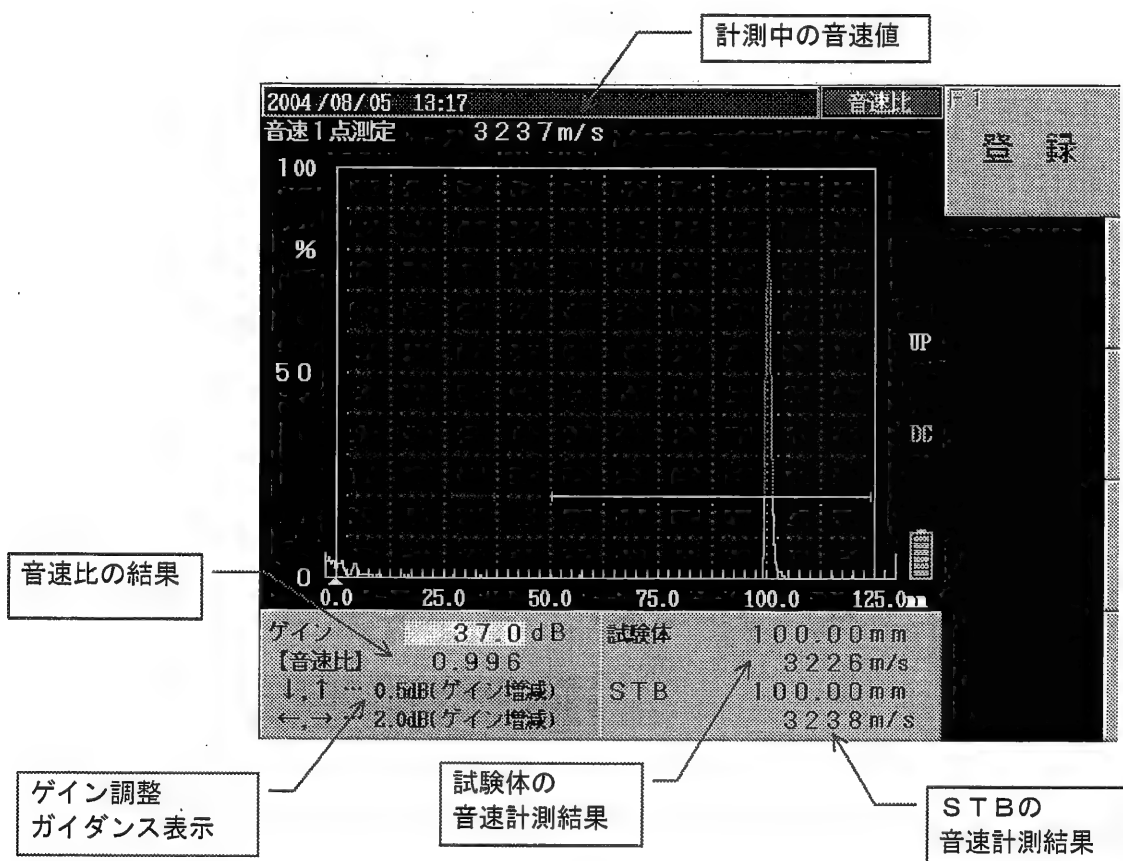 計測中の音速値
2004/08/05 13:17
音速比
F1
登 録
音速1点測定 3237m/s
100
%
50
0
UP
DC
0.0 25.0 50.0 75.0 100.0 125.0mm
音速比の結果
ゲイン 37.0dB
【音速比】 0.996
↓,↑ … 0.5dB(ゲイン増減)
←,→ … 2.0dB(ゲイン増減)
試験体 100.00mm
3226m/s
STB 100.00mm
3238m/s
ゲイン調整
ガイダンス表示
試験体の
音速計測結果
STBの
音速計測結果